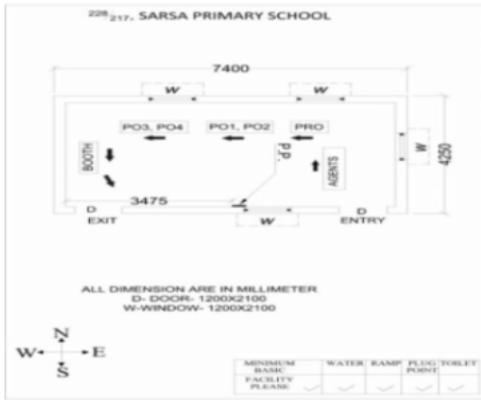 228/217. SARSA PRIMARY SCHOOL
7400
W W
PO3, PO4 PO1, PO2 PRO
BOOTH P.P. AGENTS W 4250
3475
D W D
EXIT ENTRY
ALL DIMENSION ARE IN MILLIMETER
D- DOOR- 1200X2100
W-WINDOW- 1200X2100
N
W E
S
MINIMUM BASIC FACILITY PLEASE WATER RAMP PLUG POINT TOILET